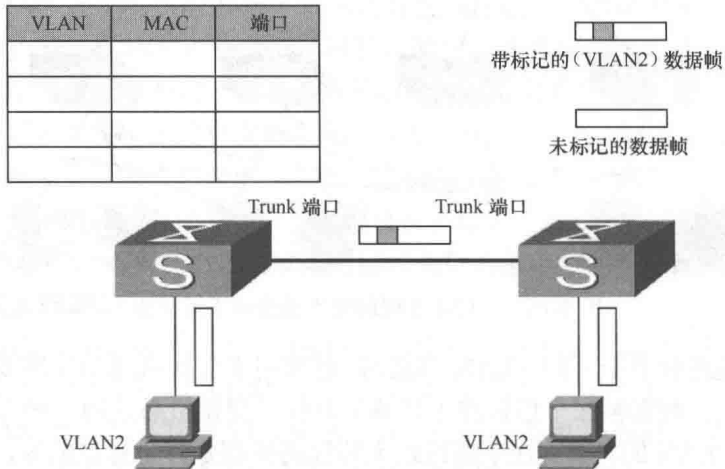 VLAN MAC 端口
带标记的(VLAN2)数据帧
未标记的数据帧
Trunk 端口 Trunk 端口
S S
VLAN2 VLAN2